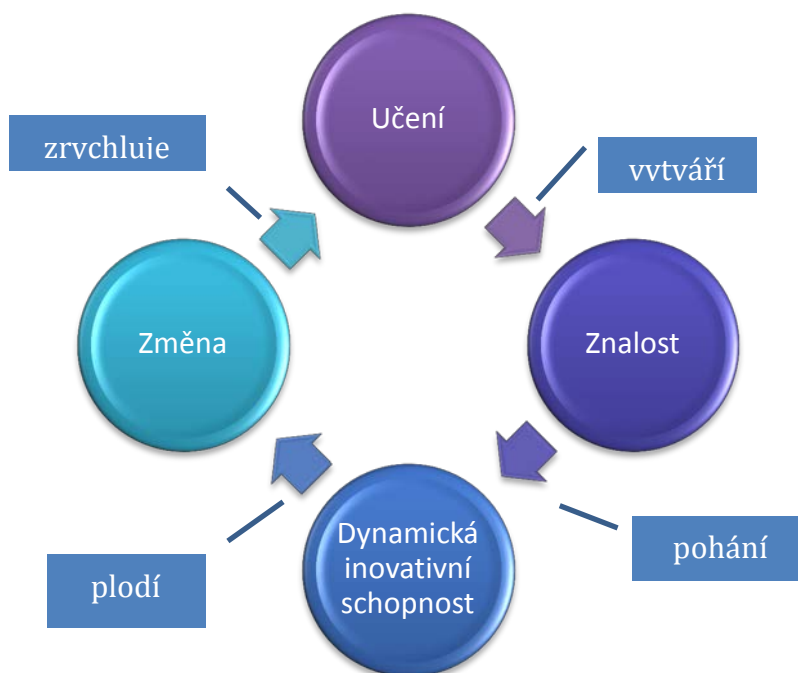 Učení
zrychluje
vytváří
Změna
Znalost
Dynamická
inovativní
schopnost
pohání
plodí